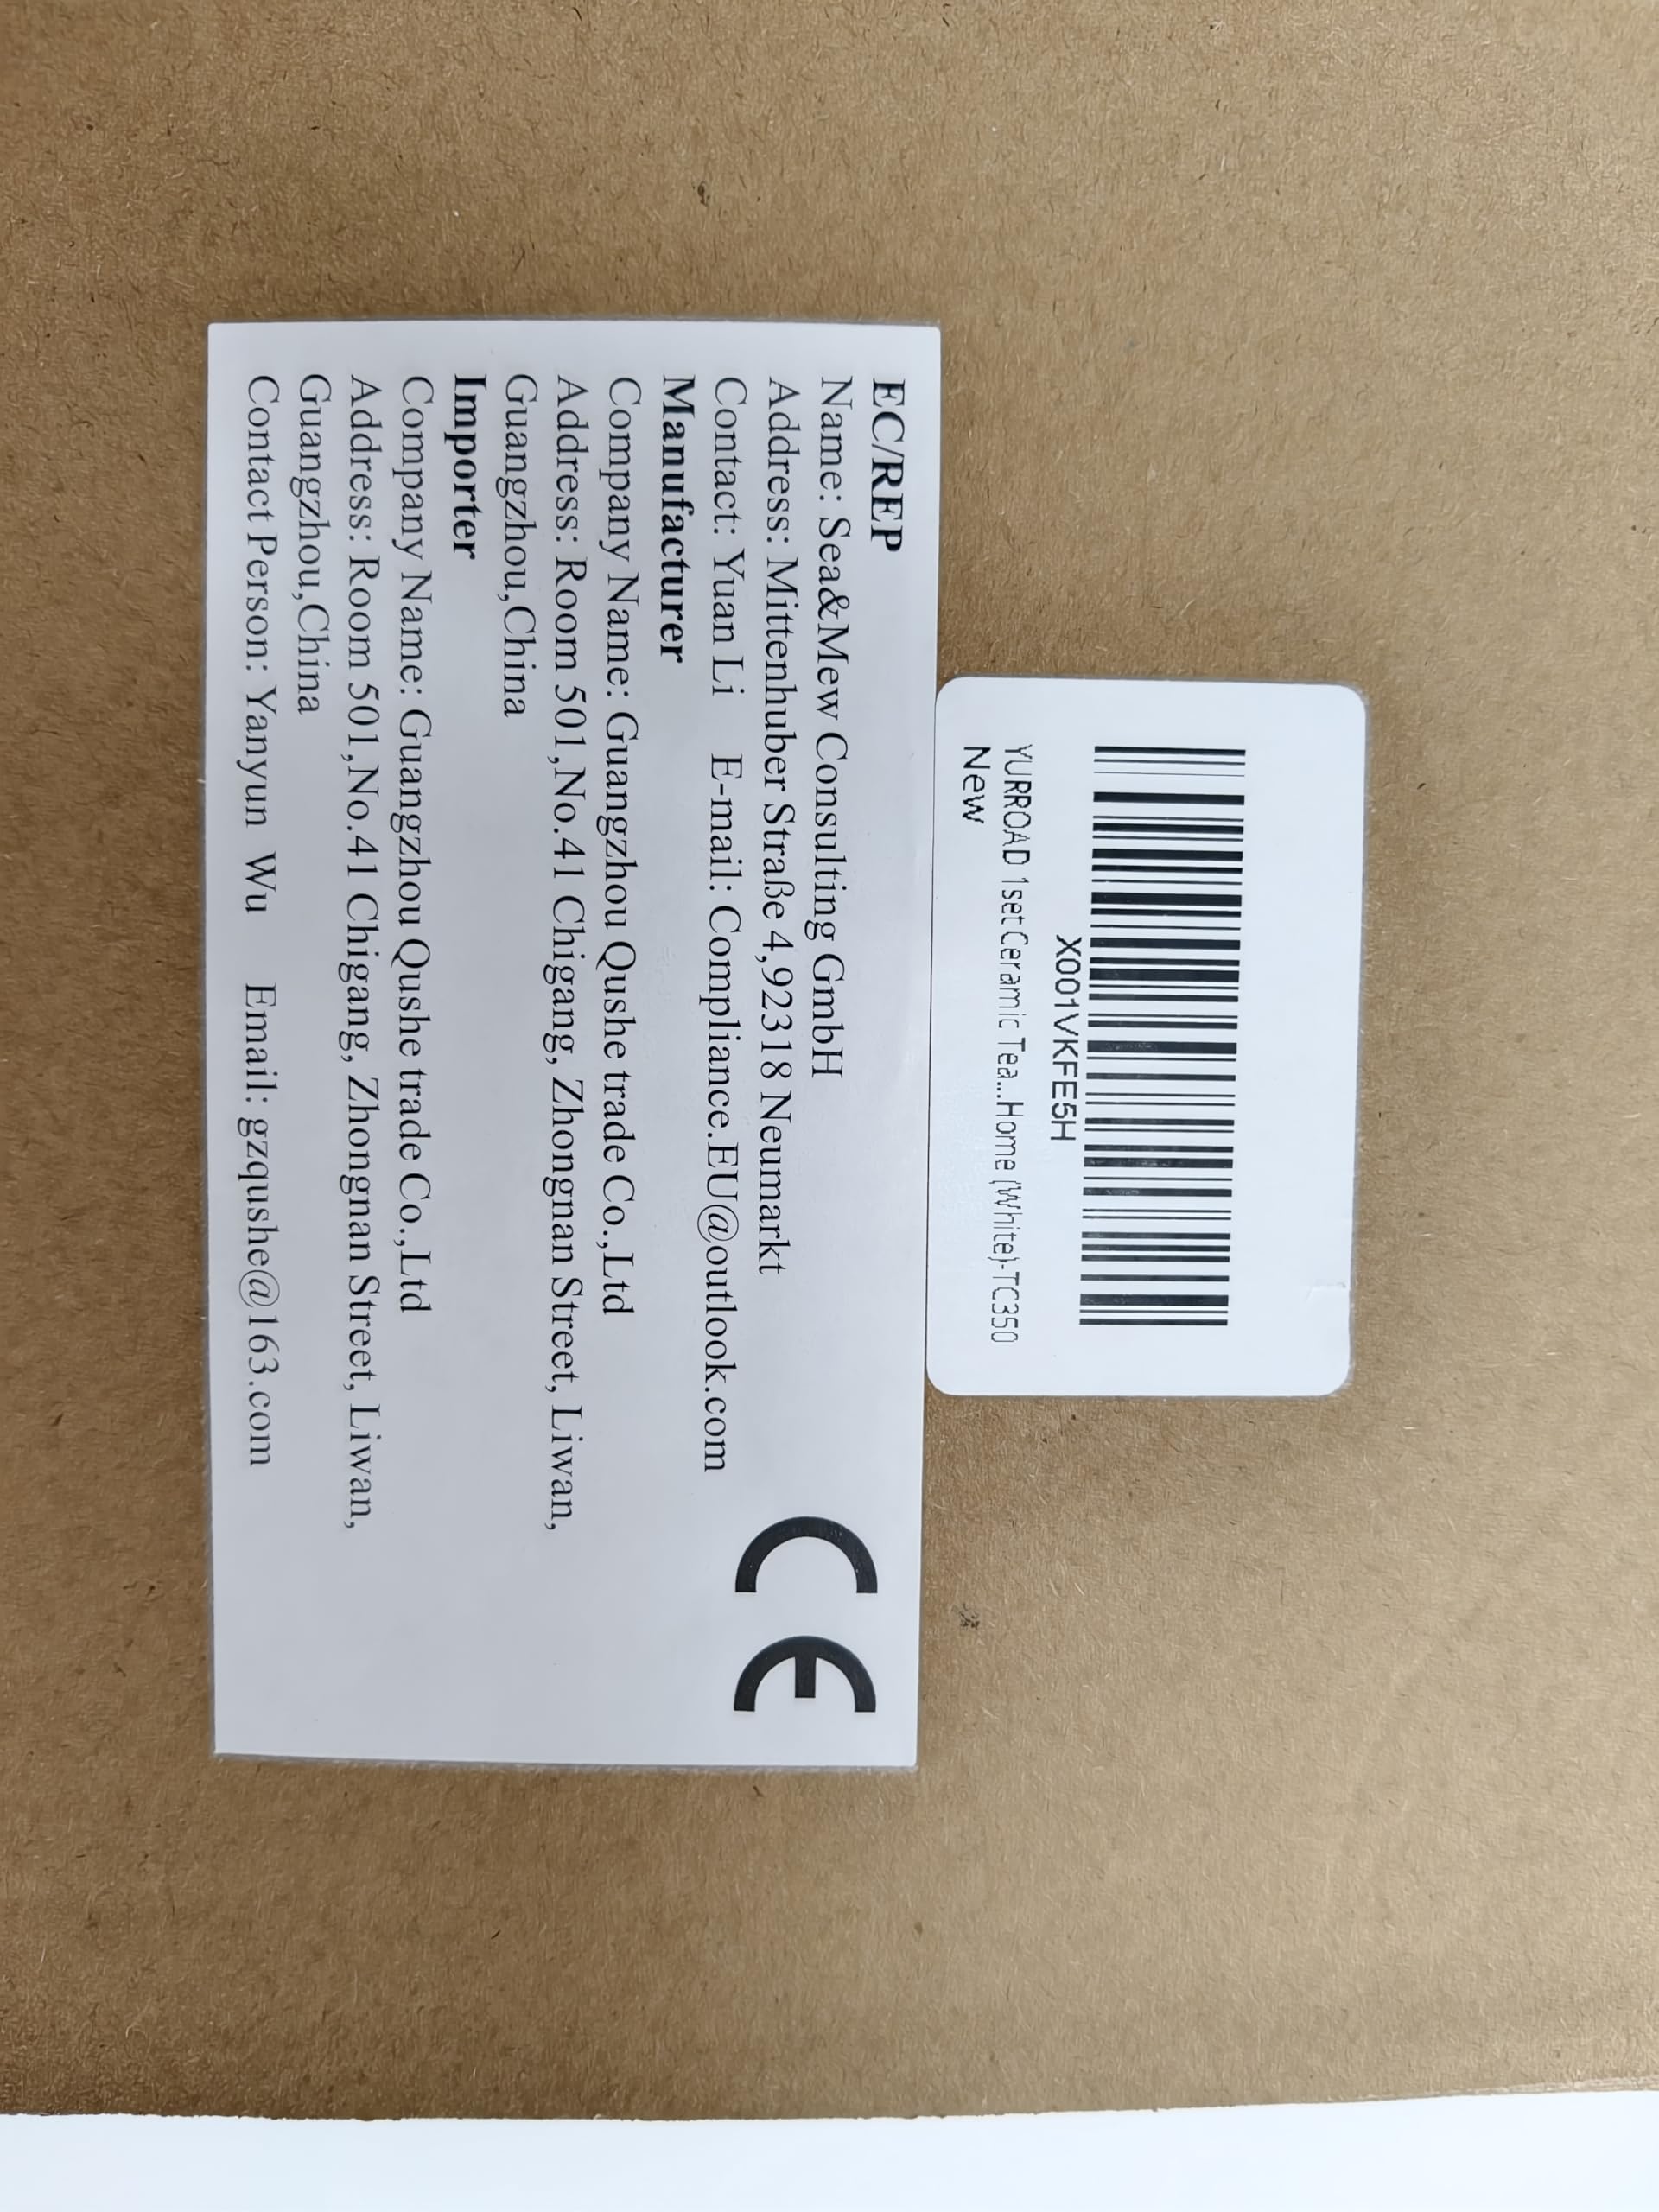 X001VKFE5H
YURROAD 1set Ceramic Tea...Home (White)-TC350
New
EC/REP
Name: Sea&Mew Consulting GmbH
Address: Mittenhuber Straße 4,92318 Neumarkt
Contact: Yuan Li E-mail: Compliance.EU@outlook.com
Manufacturer
Company Name: Guangzhou Qushe trade Co.,Ltd
Address: Room 501,No.41 Chigang, Zhongnan Street, Liwan,
Guangzhou,China
Importer
Company Name: Guangzhou Qushe trade Co.,Ltd
Address: Room 501,No.41 Chigang, Zhongnan Street, Liwan,
Guangzhou,China
Contact Person: Yanyun Wu Email: gzqushe@163.com
CE